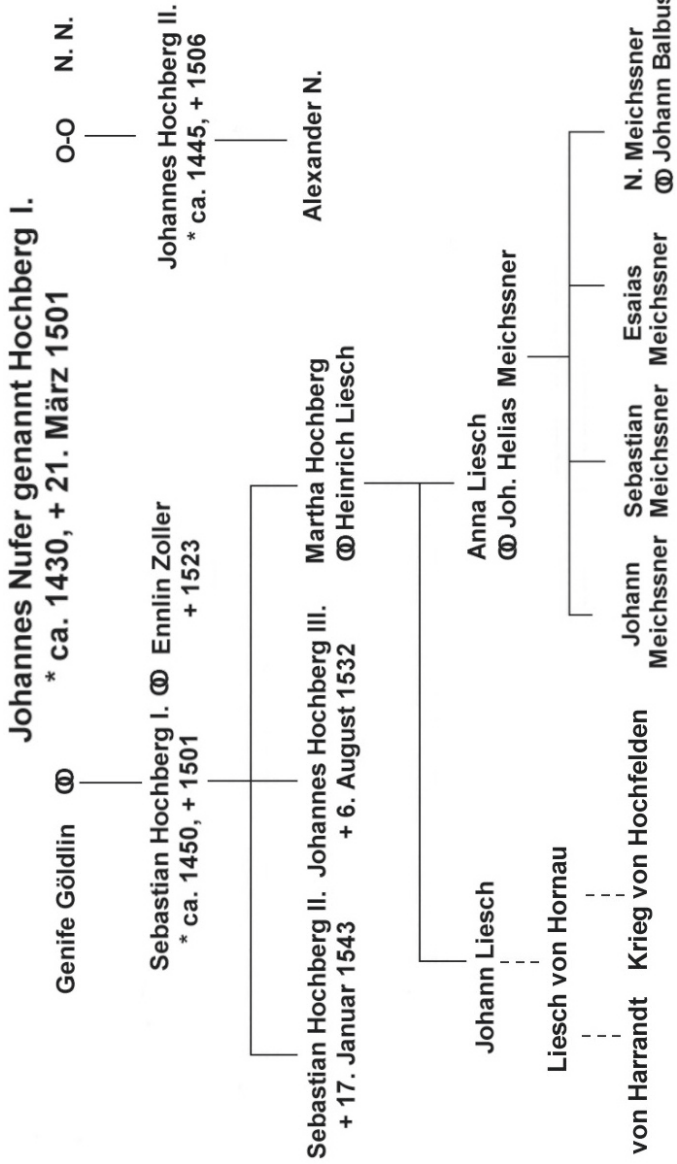 Johannes Nufer genannt Hochberg I.
* ca. 1430, + 21. März 1501
Genife Göldlin ⚭
O-O N. N.
Sebastian Hochberg I. ⚭ Ennlin Zoller
* ca. 1450, + 1501
+ 1523
Johannes Hochberg II.
* ca. 1445, + 1506
Sebastian Hochberg II.
+ 17. Januar 1543
Johannes Hochberg III.
+ 6. August 1532
Martha Hochberg
⚭ Heinrich Liesch
Alexander N.
Johann Liesch
Anna Liesch
⚭ Joh. Helias Meichssner
Liesch von Hornau
von Harrandt
Krieg von Hochfelden
Johann
Meichssner
Sebastian
Meichssner
Esaias
Meichssner
N. Meichssner
⚭ Johann Balbus